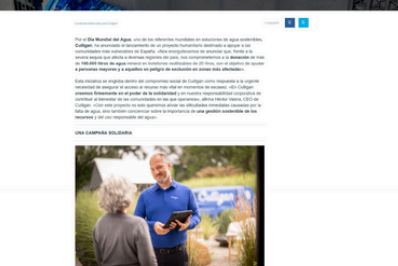 Compartir
Por el Día Mundial del Agua, uno de los referentes mundiales en soluciones de agua sostenibles,
Culligan, ha anunciado el lanzamiento de un proyecto humanitario destinado a apoyar a las
comunidades más vulnerables de España. «Nos enorgullecemos de anunciar que, frente a la
severa sequía que afecta a diversas regiones del país, nos comprometemos a la donación de más
de 100.000 litros de agua mineral en botellones reutilizables de 20 litros, con el objetivo de ayudar
a personas mayores y a aquellos en peligro de exclusión en zonas más afectadas».
Esta iniciativa se engloba dentro del compromiso social de Culligan como respuesta a la urgente
necesidad de asegurar el acceso al recurso más vital en momentos de escasez. «En Culligan
creemos firmemente en el poder de la solidaridad y en nuestra responsabilidad corporativa de
contribuir al bienestar de las comunidades en las que operamos», afirma Héctor Valera, CEO de
Culligan. «Con este proyecto no solo queremos aliviar las dificultades inmediatas causadas por la
falta de agua, sino también concienciar sobre la importancia de una gestión sostenible de los
recursos y del uso responsable del agua».
UNA CAMPAÑA SOLIDARIA
Culligan